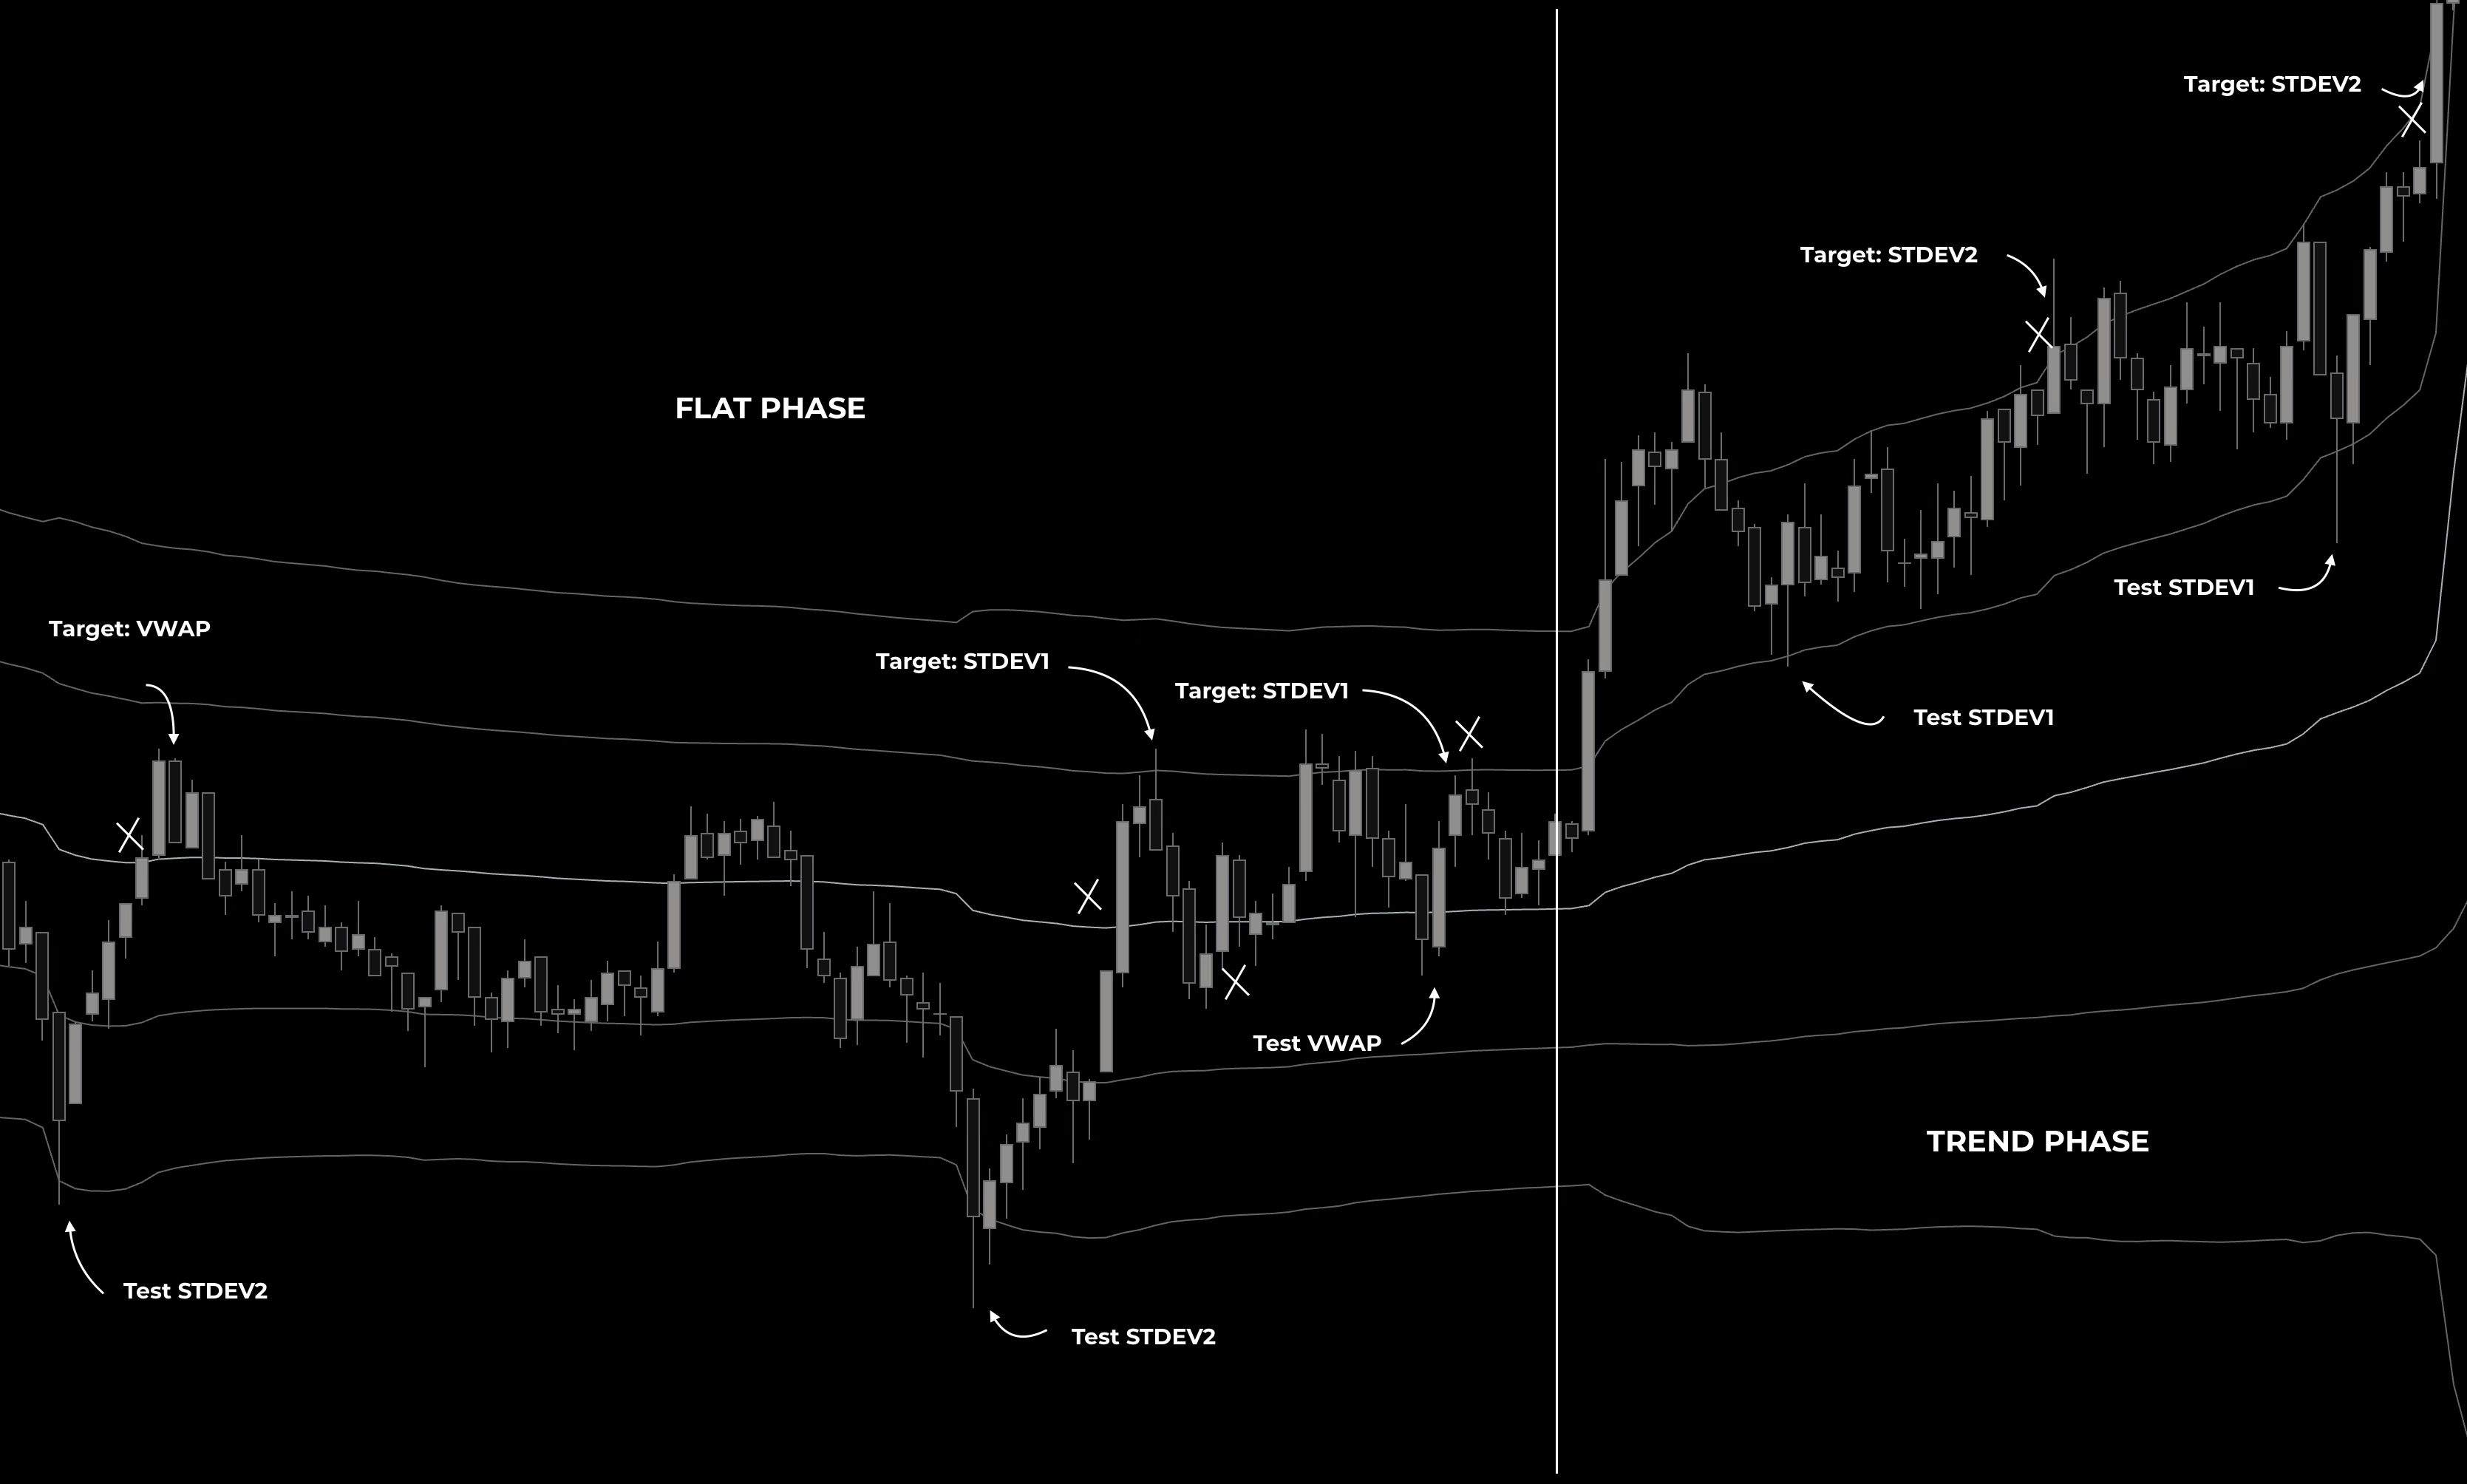 Target: STDEV2
Target: STDEV2
FLAT PHASE
Test STDEV1
Target: VWAP
Target: STDEV1
Target: STDEV1
Test STDEV1
Test VWAP
TREND PHASE
Test STDEV2
Test STDEV2